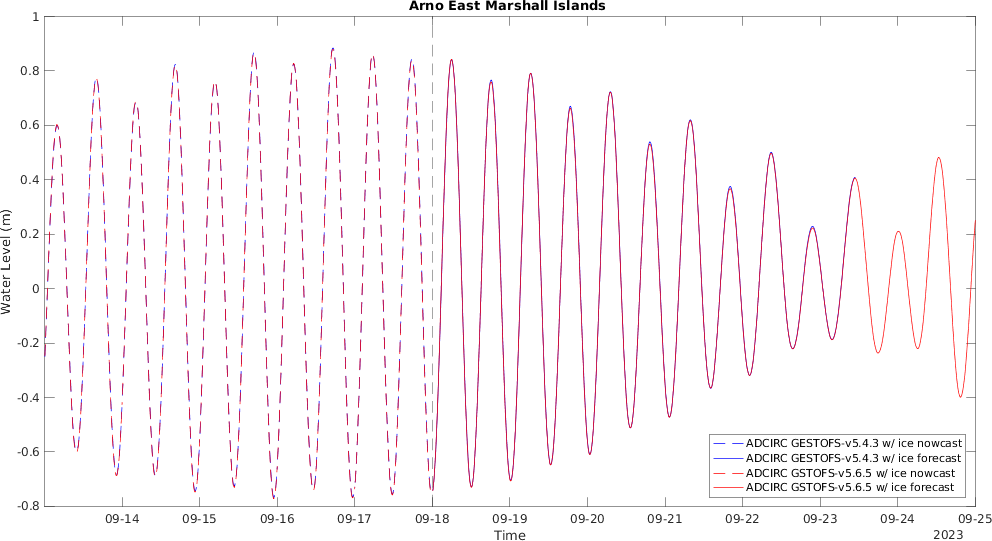 Arno East Marshall Islands
1
0.8
0.6
0.4
0.2
0
-0.2
-0.4
-0.6
-0.8
Water Level (m)
09-14 09-15 09-16 09-17 09-18 09-19 09-20 09-21 09-22 09-23 09-24 09-25
Time
2023
ADCIRC GESTOFS-v5.4.3 w/ ice nowcast
ADCIRC GESTOFS-v5.4.3 w/ ice forecast
ADCIRC GSTOFS-v5.6.5 w/ ice nowcast
ADCIRC GSTOFS-v5.6.5 w/ ice forecast